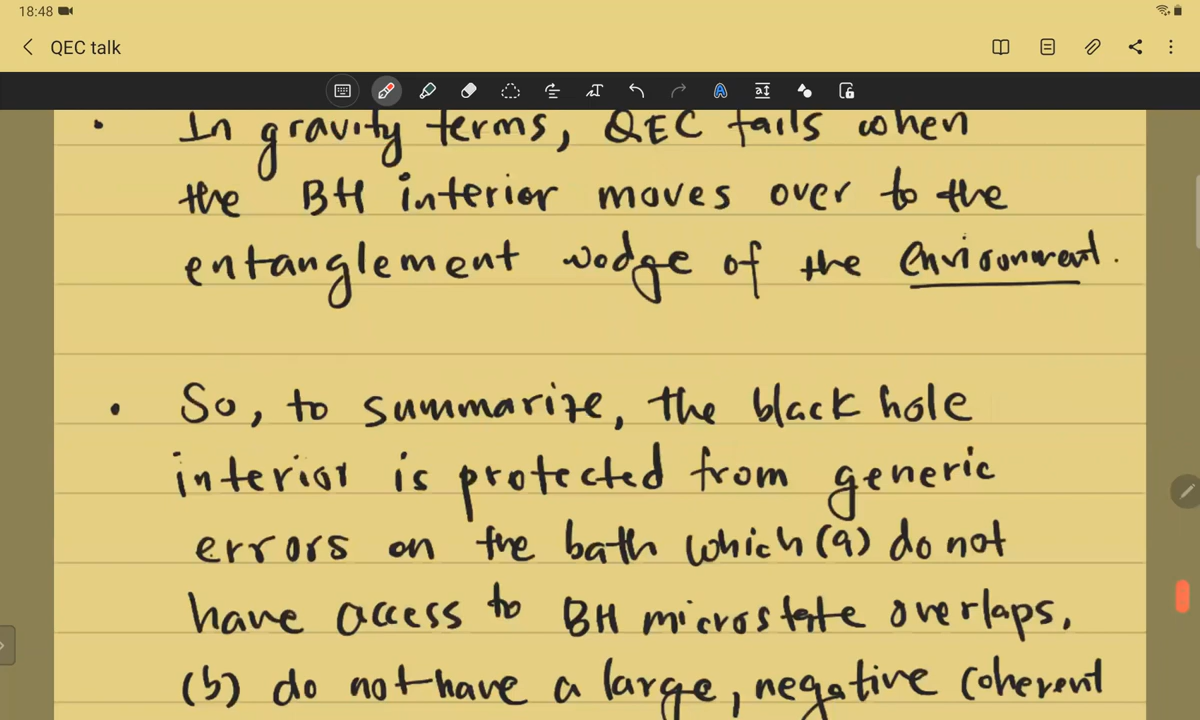 18:48
QEC talk
• In gravity terms, QEC fails when
the BH interior moves over to the
entanglement wedge of the environment.
• So, to summarize, the black hole
interior is protected from generic
errors on the bath which (a) do not
have access to BH microstate overlaps,
(b) do not have a large, negative coherent